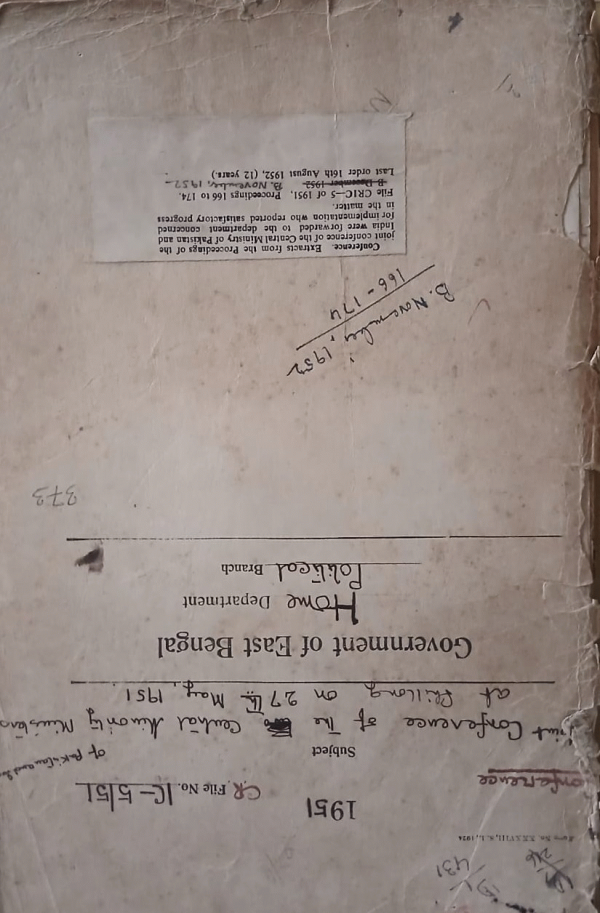 431
1951
C.R. File No. 1C-5/51
Conference
Subject
of Pakistan and
Joint Conference of the Central Minority Ministers
at Shillong on 27th May, 1951.
Government of East Bengal
Home Department
Political Branch
373
B. November, 1952
166-174
Conference. Extracts from the Proceedings of the
joint conference of the Central Ministry of Pakistan and
India were forwarded to the department concerned
for implementation who reported satisfactory progress
in the matter.
File CR1C—5 of 1951, Proceedings 166 to 174.
B December 1952 B. November, 1952
Last order 16th August 1952, (12 years)